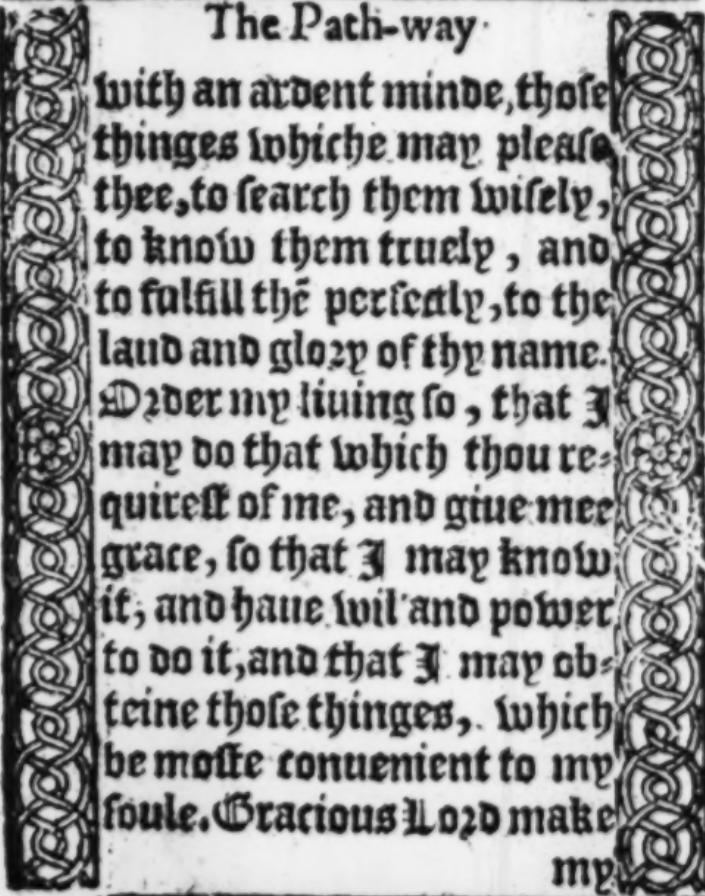 The Path-way
with an ardent minde, those
thinges whiche may please
thee, to search them wisely,
to know them truely, and
to fulfill thē perfectly, to the
laud and glory of thy name.
Order my liuing so, that I
may do that which thou re-
quirest of me, and giue mee
grace, so that I may know
it, and haue wil and power
to do it, and that I may ob-
teine those thinges, which
be moste conuenient to my
soule. Gracious Lord make
my